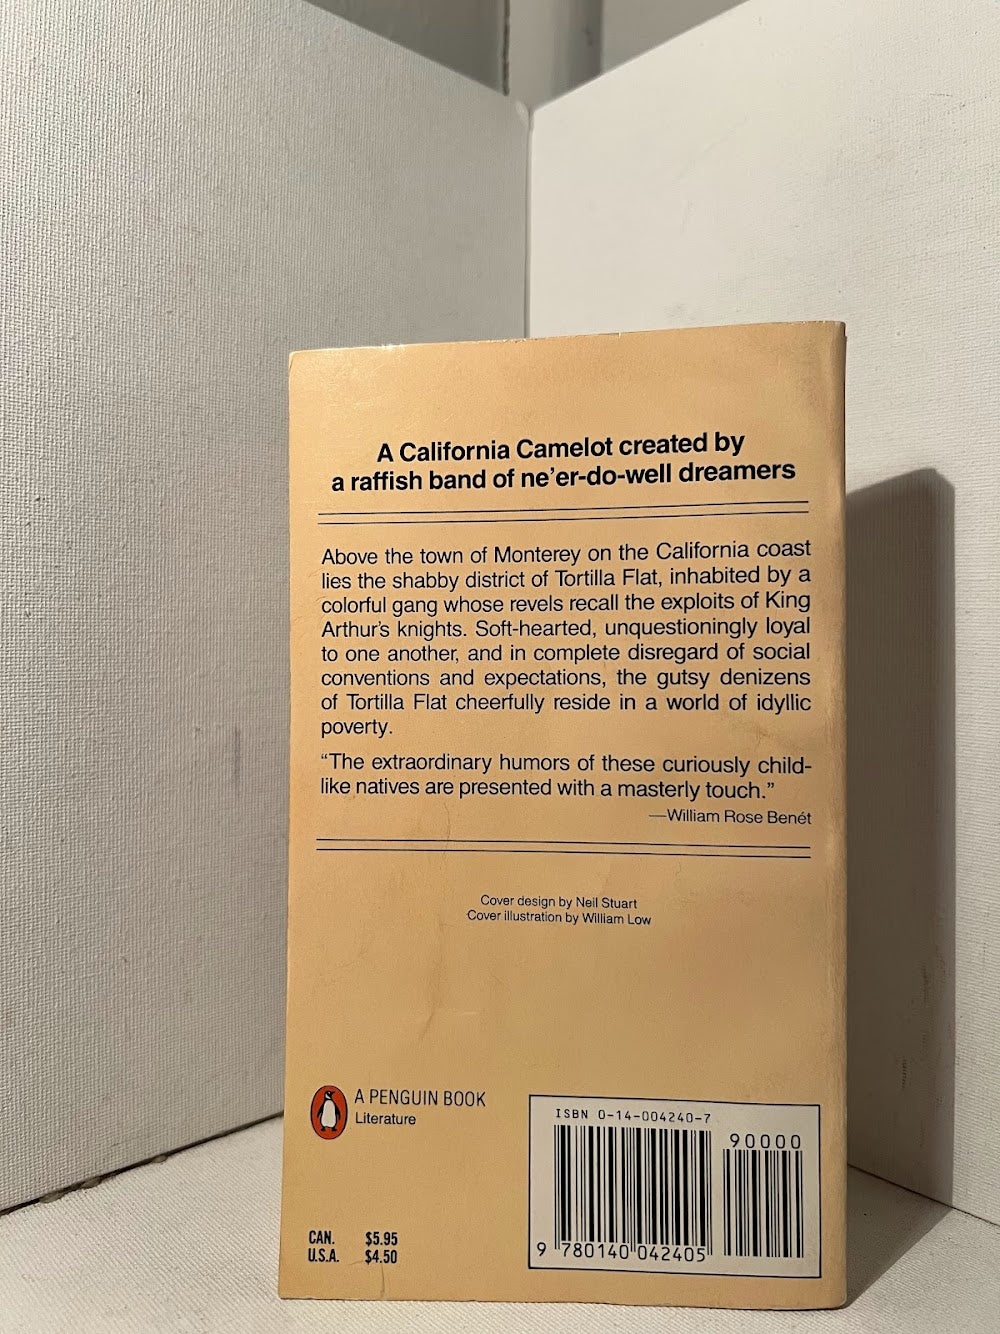 A California Camelot created by
a raffish band of ne'er-do-well dreamers
Above the town of Monterey on the California coast
lies the shabby district of Tortilla Flat, inhabited by a
colorful gang whose revels recall the exploits of King
Arthur's knights. Soft-hearted, unquestioningly loyal
to one another, and in complete disregard of social
conventions and expectations, the gutsy denizens
of Tortilla Flat cheerfully reside in a world of idyllic
poverty.
“The extraordinary humors of these curiously child-
like natives are presented with a masterly touch.”
—William Rose Benét
Cover design by Neil Stuart
Cover illustration by William Low
A PENGUIN BOOK
Literature
CAN. $5.95
U.S.A. $4.50
ISBN 0-14-004240-7
90000
9 780140 042405